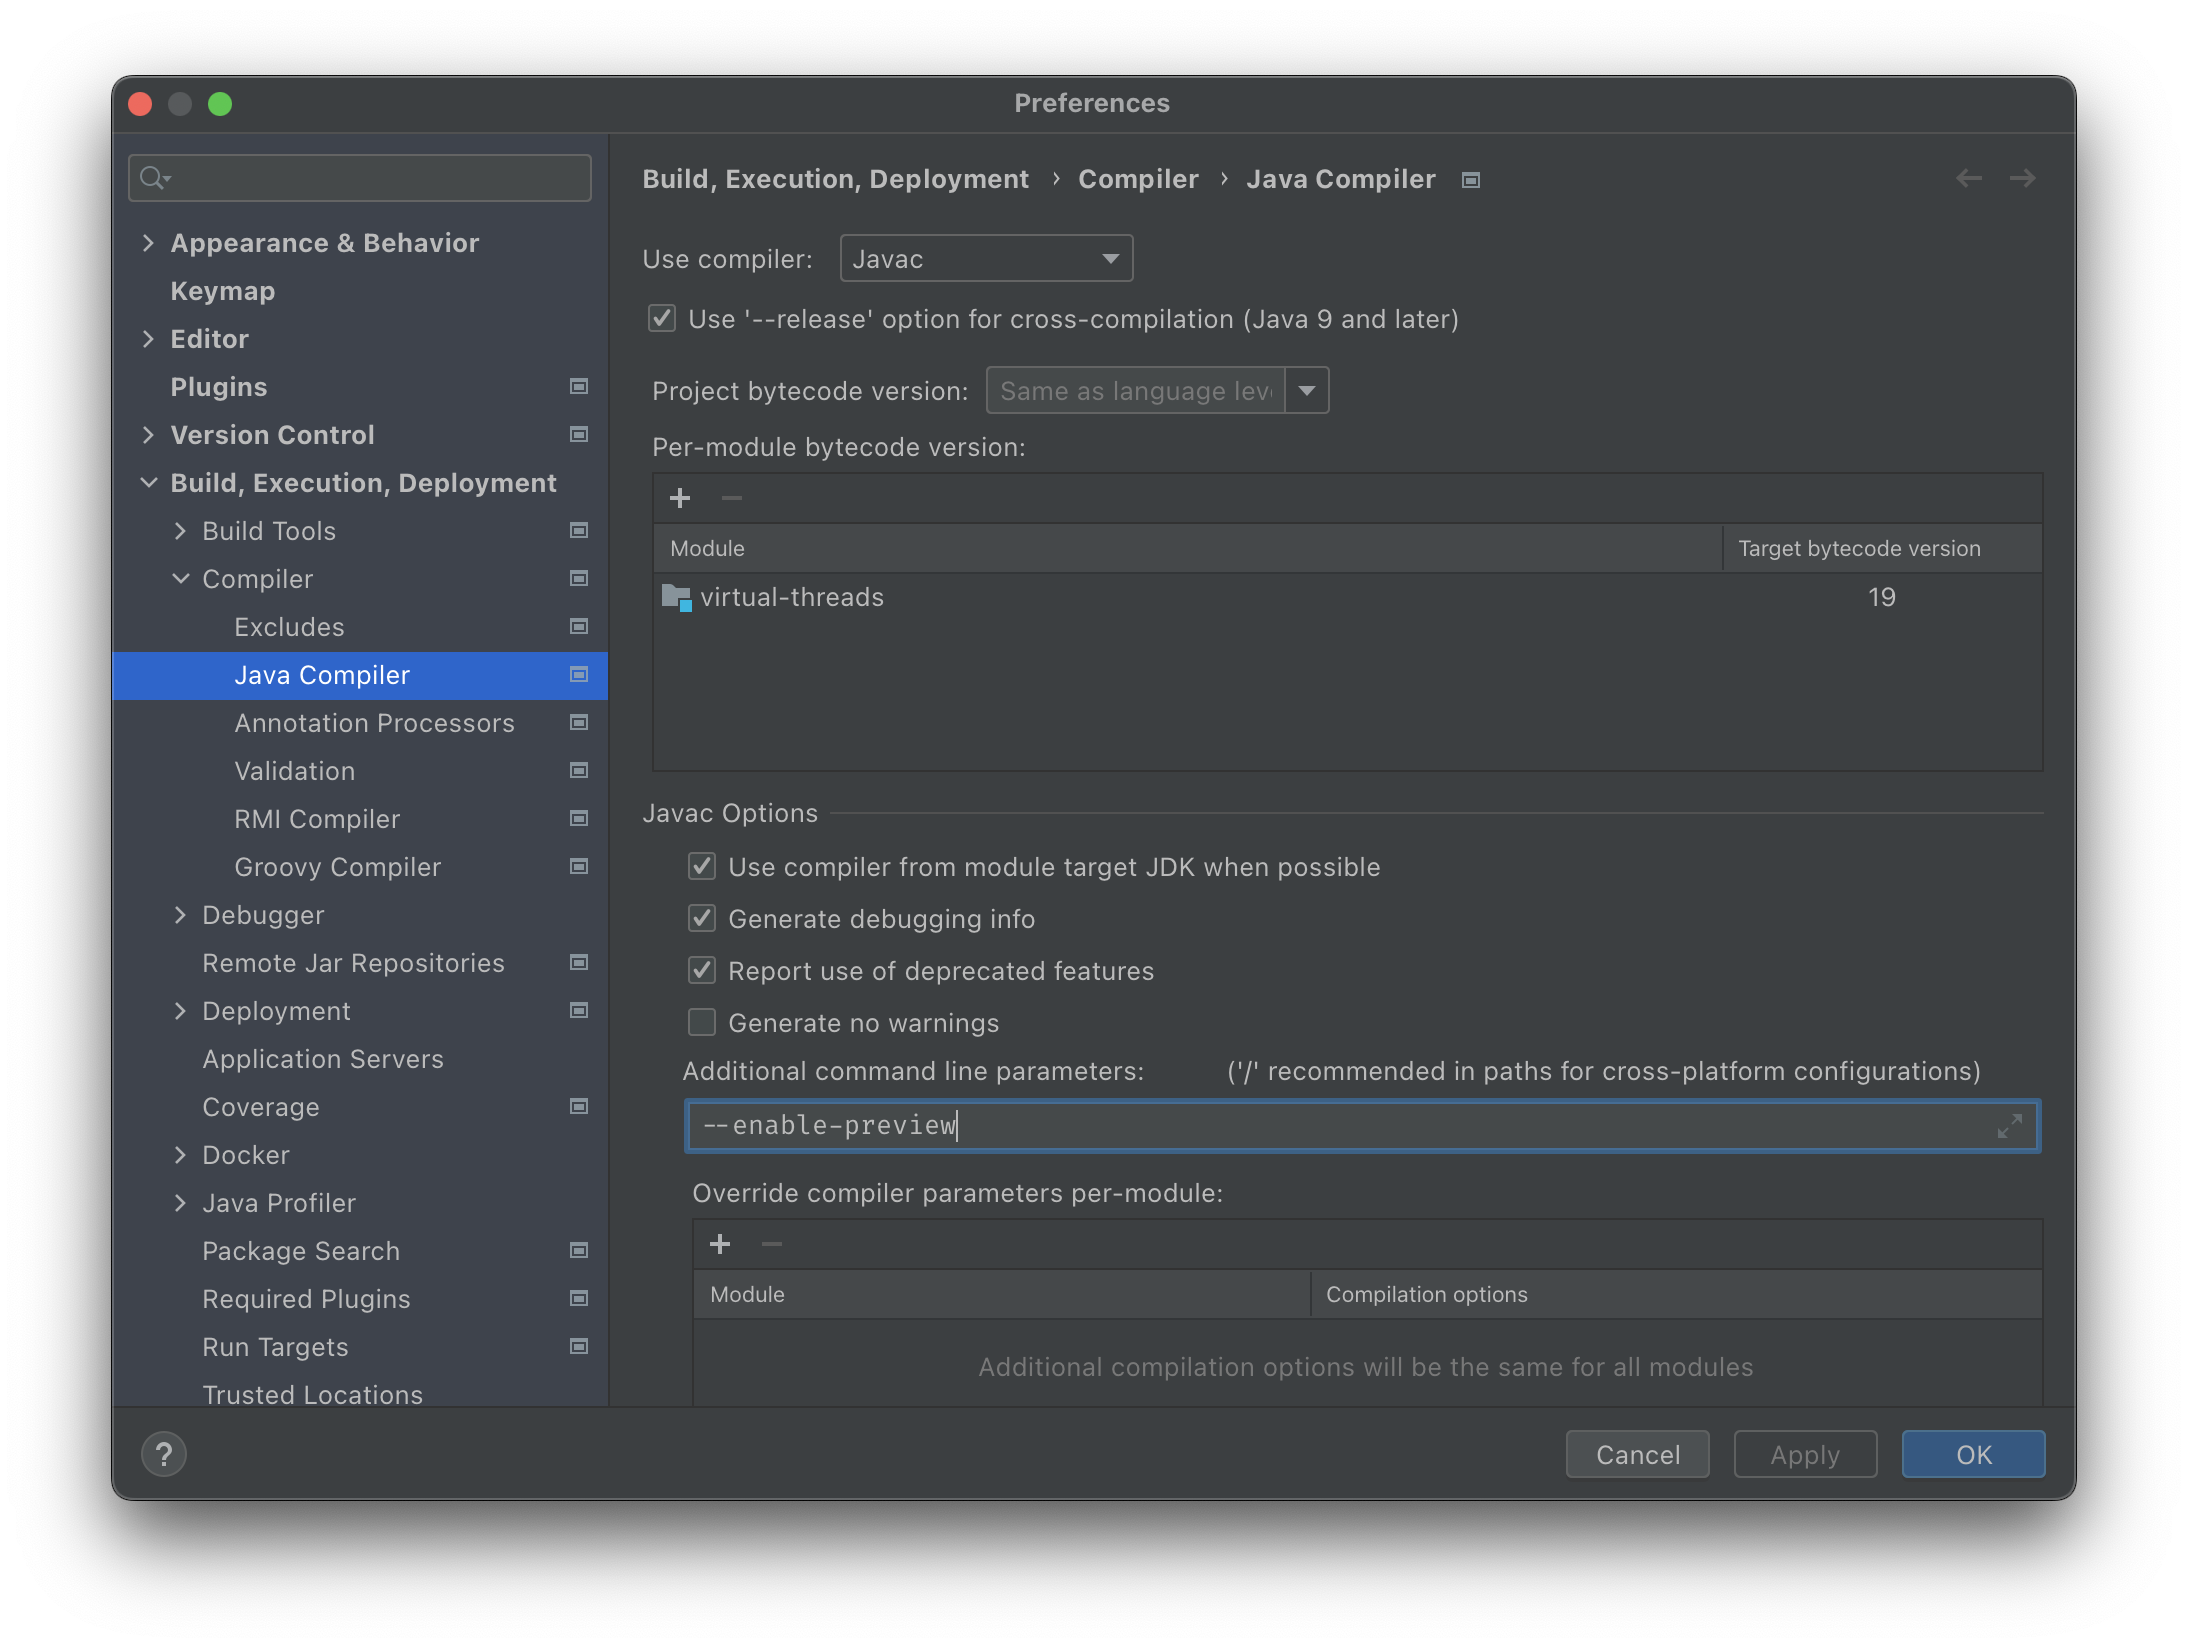 Preferences
Appearance & Behavior
Keymap
Editor
Plugins
Version Control
Build, Execution, Deployment
Build Tools
Compiler
Excludes
Java Compiler
Annotation Processors
Validation
RMI Compiler
Groovy Compiler
Debugger
Remote Jar Repositories
Deployment
Application Servers
Coverage
Docker
Java Profiler
Package Search
Required Plugins
Run Targets
Trusted Locations
Build, Execution, Deployment › Compiler › Java Compiler
Use compiler: Javac
Use '--release' option for cross-compilation (Java 9 and later)
Project bytecode version: Same as language leve
Per-module bytecode version:
+ −
Module Target bytecode version
virtual-threads 19
Javac Options
Use compiler from module target JDK when possible
Generate debugging info
Report use of deprecated features
Generate no warnings
Additional command line parameters: ('/' recommended in paths for cross-platform configurations)
--enable-preview
Override compiler parameters per-module:
+ −
Module Compilation options
Additional compilation options will be the same for all modules
? Cancel Apply OK